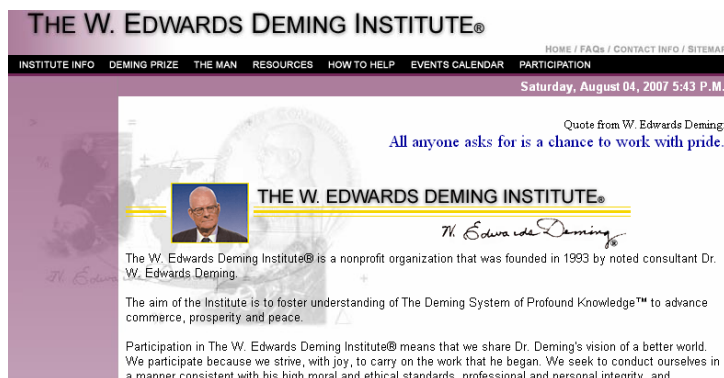 THE W. EDWARDS DEMING INSTITUTE®
HOME / FAQs / CONTACT INFO / SITEMAP
INSTITUTE INFO DEMING PRIZE THE MAN RESOURCES HOW TO HELP EVENTS CALENDAR PARTICIPATION
Saturday, August 04, 2007 5:43 P.M.
Quote from W. Edwards Deming:
All anyone asks for is a chance to work with pride.
THE W. EDWARDS DEMING INSTITUTE®
W. Edwards Deming®
The W. Edwards Deming Institute® is a nonprofit organization that was founded in 1993 by noted consultant Dr.
W. Edwards Deming.
The aim of the Institute is to foster understanding of The Deming System of Profound Knowledge™ to advance
commerce, prosperity and peace.
Participation in The W. Edwards Deming Institute® means that we share Dr. Deming's vision of a better world.
We participate because we strive, with joy, to carry on the work that he began. We seek to conduct ourselves in
a manner consistent with his high moral and ethical standards, professional and personal integrity, and